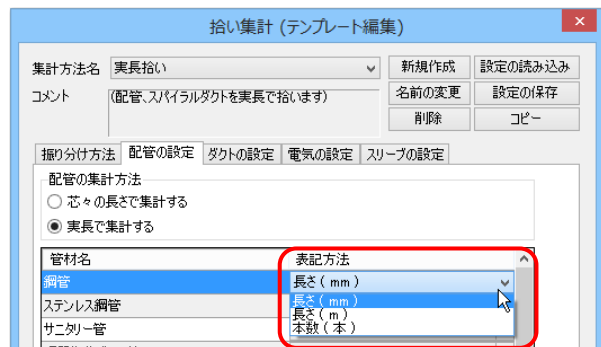 拾い集計 (テンプレート編集)
集計方法名 実長拾い 新規作成 設定の読み込み
コメント (配管、スパイラルダクトを実長で拾います) 名前の変更 設定の保存
削除 コピー
振り分け方法 配管の設定 ダクトの設定 電気の設定 スリーブの設定
配管の集計方法
芯々の長さで集計する
実長で集計する
管材名 表記方法
鋼管 長さ(mm)
ステンレス鋼管 長さ(mm)
長さ(m)
サニタリー管 本数(本)